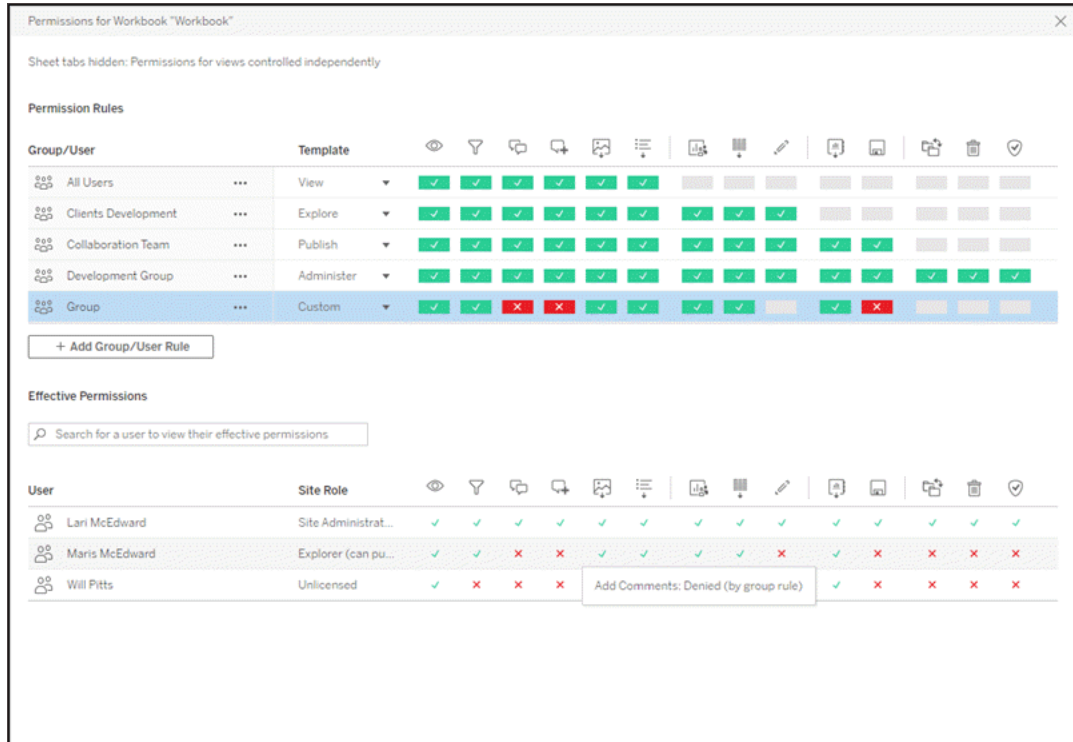 Permissions for Workbook "Workbook"
Sheet tabs hidden: Permissions for views controlled independently
Permission Rules
Group/User Template
All Users ... View
Clients Development ... Explore
Collaboration Team ... Publish
Development Group ... Administer
Group ... Custom
+ Add Group/User Rule
Effective Permissions
Search for a user to view their effective permissions
User Site Role
Lari McEdward Site Administrat...
Maris McEdward Explorer (can pu...
Will Pitts Unlicensed
Add Comments: Denied (by group rule)